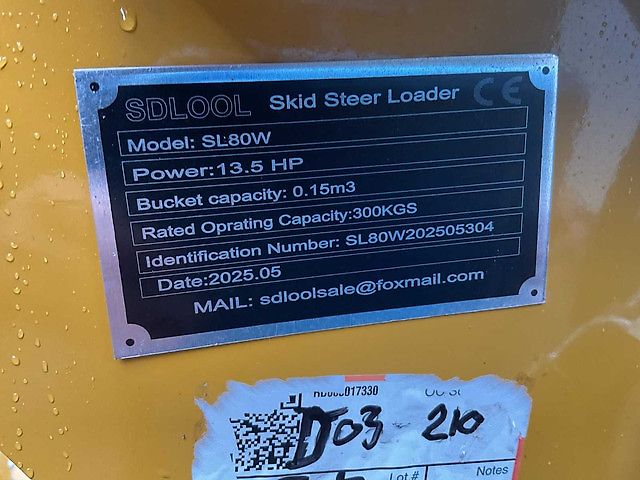 SDLOOL Skid Steer Loader CE
Model: SL80W
Power:13.5 HP
Bucket capacity: 0.15m3
Rated Oprating Capacity:300KGS
Identification Number: SL80W202505304
Date:2025.05
MAIL: sdloolsale@foxmail.com
D03 210
Lot # Notes